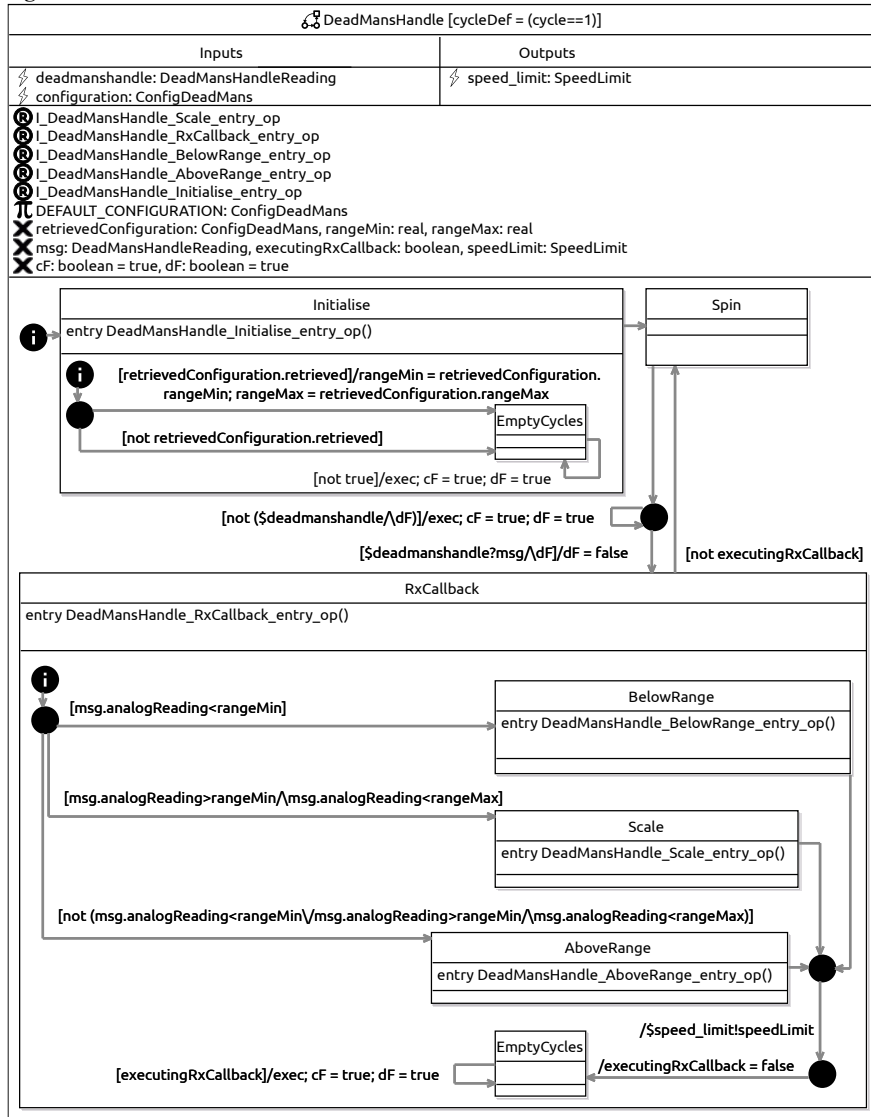 DeadMansHandle [cycleDef = (cycle==1)]
Inputs
Outputs
deadmanshandle: DeadMansHandleReading
configuration: ConfigDeadMans
speed_limit: SpeedLimit
R I_DeadMansHandle_Scale_entry_op
R I_DeadMansHandle_RxCallback_entry_op
R I_DeadMansHandle_BelowRange_entry_op
R I_DeadMansHandle_AboveRange_entry_op
R I_DeadMansHandle_Initialise_entry_op
π DEFAULT_CONFIGURATION: ConfigDeadMans
X retrievedConfiguration: ConfigDeadMans, rangeMin: real, rangeMax: real
X msg: DeadMansHandleReading, executingRxCallback: boolean, speedLimit: SpeedLimit
X cF: boolean = true, dF: boolean = true
Initialise
entry DeadMansHandle_Initialise_entry_op()
i
i
[retrievedConfiguration.retrieved]/rangeMin = retrievedConfiguration.
rangeMin; rangeMax = retrievedConfiguration.rangeMax
EmptyCycles
[not retrievedConfiguration.retrieved]
[not true]/exec; cF = true; dF = true
Spin
[not ($deadmanshandle/\dF)]/exec; cF = true; dF = true
[$deadmanshandle?msg/\dF]/dF = false
[not executingRxCallback]
RxCallback
entry DeadMansHandle_RxCallback_entry_op()
i
[msg.analogReading<rangeMin]
BelowRange
entry DeadMansHandle_BelowRange_entry_op()
[msg.analogReading>rangeMin/\msg.analogReading<rangeMax]
Scale
entry DeadMansHandle_Scale_entry_op()
[not (msg.analogReading<rangeMin\/msg.analogReading>rangeMin/\msg.analogReading<rangeMax)]
AboveRange
entry DeadMansHandle_AboveRange_entry_op()
/$speed_limit!speedLimit
EmptyCycles
/executingRxCallback = false
[executingRxCallback]/exec; cF = true; dF = true